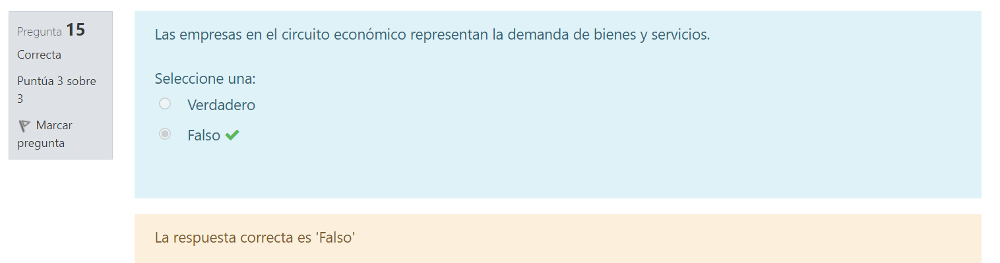 Pregunta 15
Correcta
Puntúa 3 sobre
3
Marcar
pregunta
Las empresas en el circuito económico representan la demanda de bienes y servicios.
Seleccione una:
Verdadero
Falso
La respuesta correcta es 'Falso'